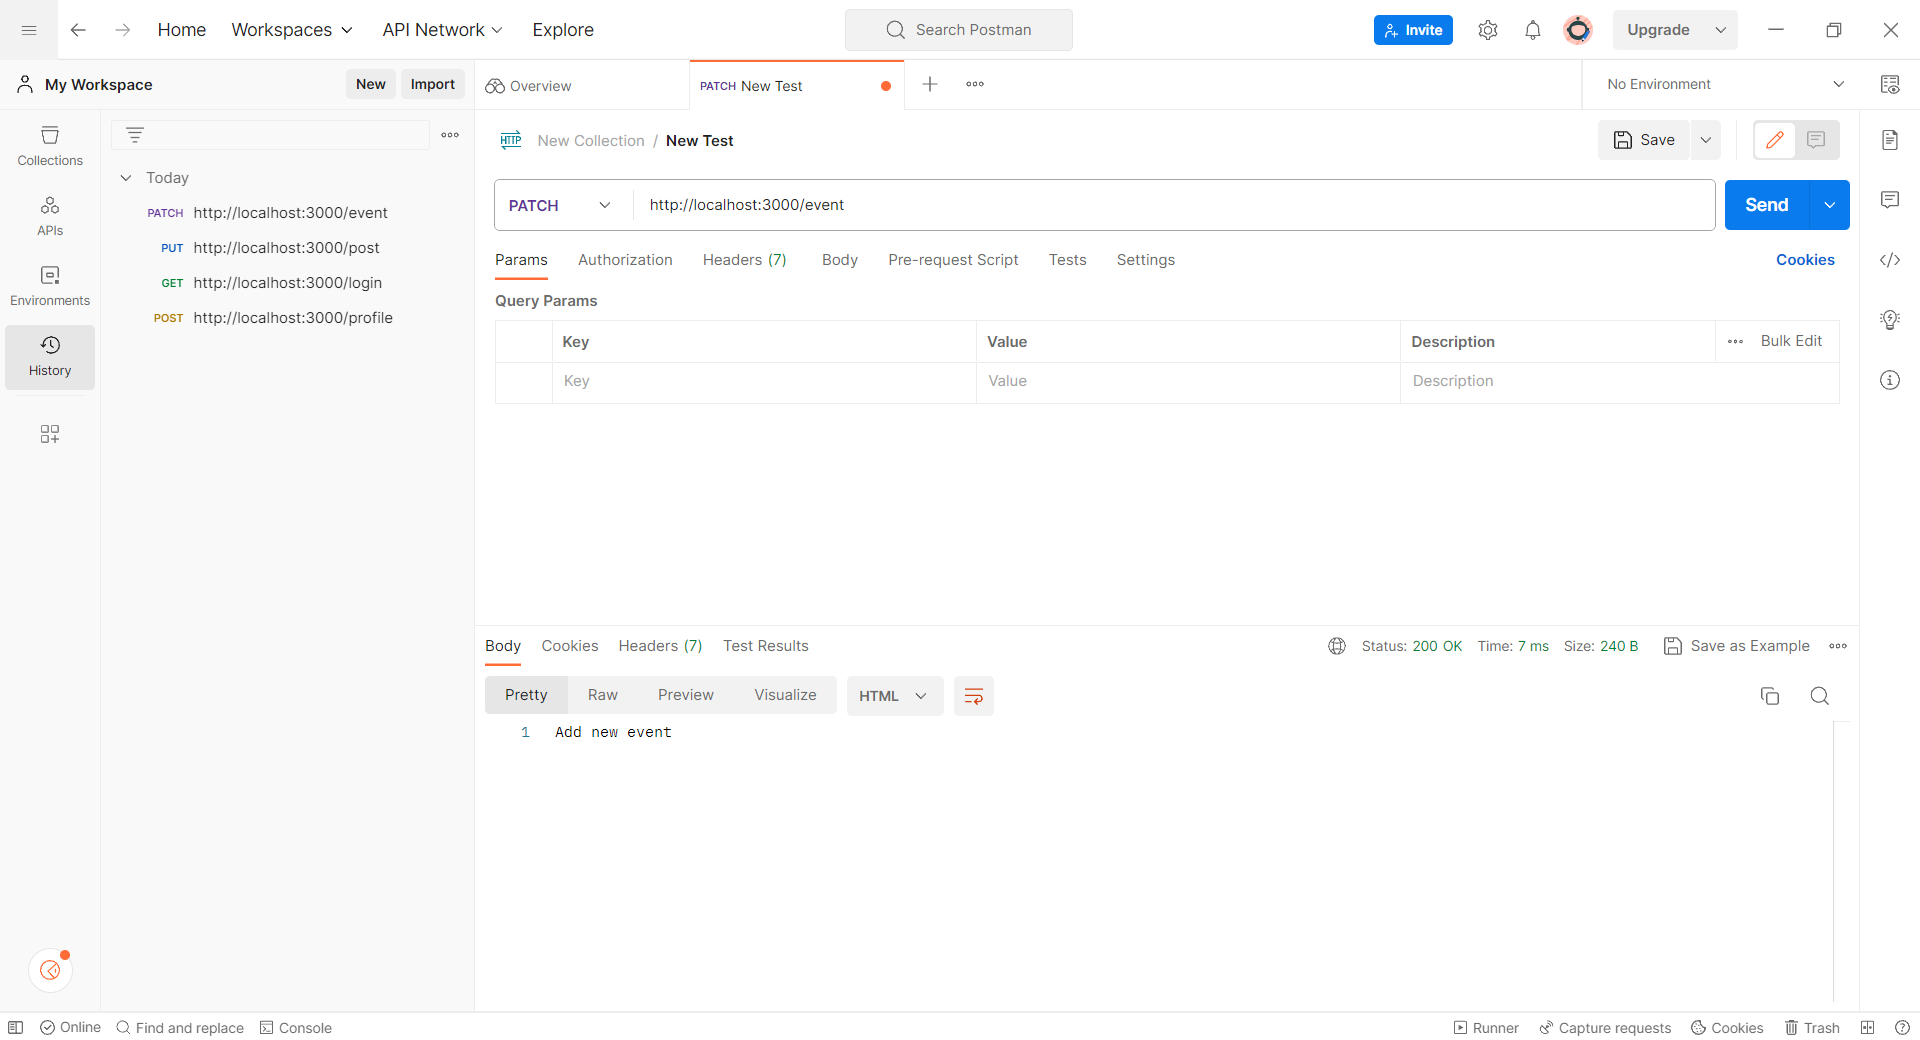 Home Workspaces API Network Explore Search Postman Invite Upgrade
My Workspace New Import Overview PATCH New Test No Environment
Collections
APIs
Environments
History
Today
PATCH http://localhost:3000/event
PUT http://localhost:3000/post
GET http://localhost:3000/login
POST http://localhost:3000/profile
HTTP New Collection / New Test Save
PATCH http://localhost:3000/event Send
Params Authorization Headers (7) Body Pre-request Script Tests Settings Cookies
Query Params
Key Value Description Bulk Edit
Key Value Description
Body Cookies Headers (7) Test Results Status: 200 OK Time: 7 ms Size: 240 B Save as Example
Pretty Raw Preview Visualize HTML
1 Add new event
Online Find and replace Console Runner Capture requests Cookies Trash